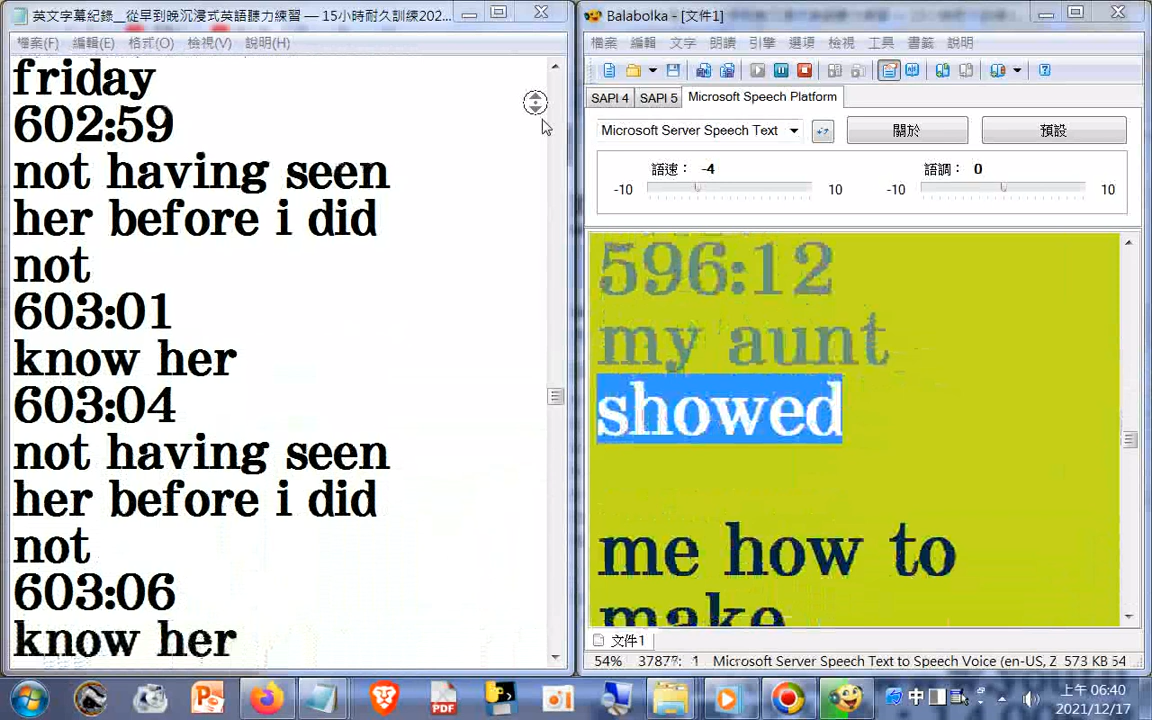 英文字幕紀錄__從早到晚沉浸式英語聽力練習 — 15小時耐久訓練202...
檔案(F) 編輯(E) 格式(O) 檢視(V) 說明(H)
friday
602:59
not having seen
her before i did
not
603:01
know her
603:04
not having seen
her before i did
not
603:06
know her
Balabolka - [文件1]
檔案 編輯 文字 朗讀 引擎 選項 檢視 工具 書籤 說明
SAPI 4 SAPI 5 Microsoft Speech Platform
Microsoft Server Speech Text 關於 預設
語速： -4 語調： 0
-10 10 -10 10
596:12
my aunt
showed
me how to
make
文件1
54% 37877: 1 Microsoft Server Speech Text to Speech Voice (en-US, Z 573 KB 54
PDF 中 上午 06:40
2021/12/17